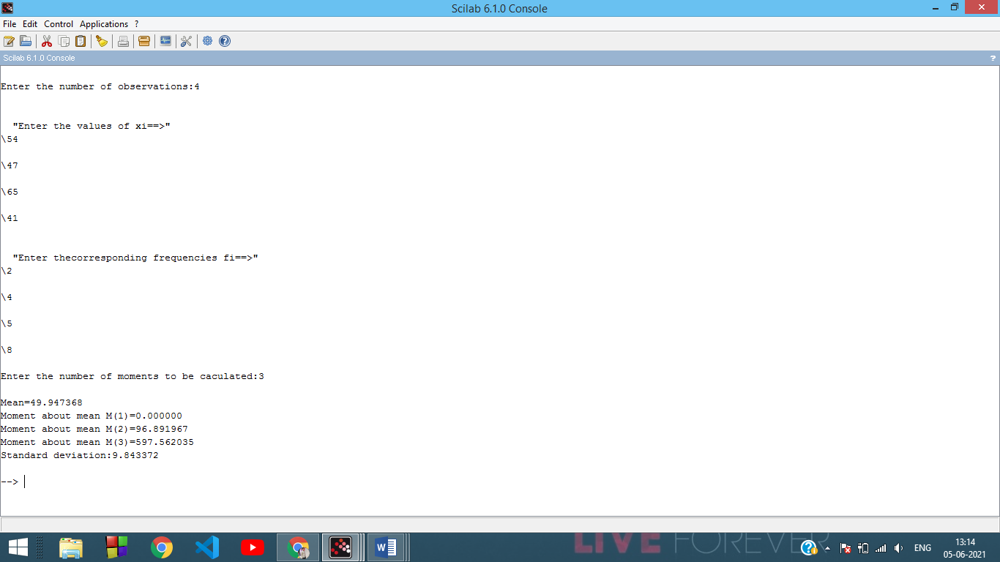 Scilab 6.1.0 Console
File Edit Control Applications ?
Scilab 6.1.0 Console ?
Enter the number of observations:4
"Enter the values of xi==>"
\54
\47
\65
\41
"Enter thecorresponding frequencies fi==>"
\2
\4
\5
\8
Enter the number of moments to be caculated:3
Mean=49.947368
Moment about mean M(1)=0.000000
Moment about mean M(2)=96.891967
Moment about mean M(3)=597.562035
Standard deviation:9.843372
-->
LIVE FOREVER
ENG
13:14
05-06-2021